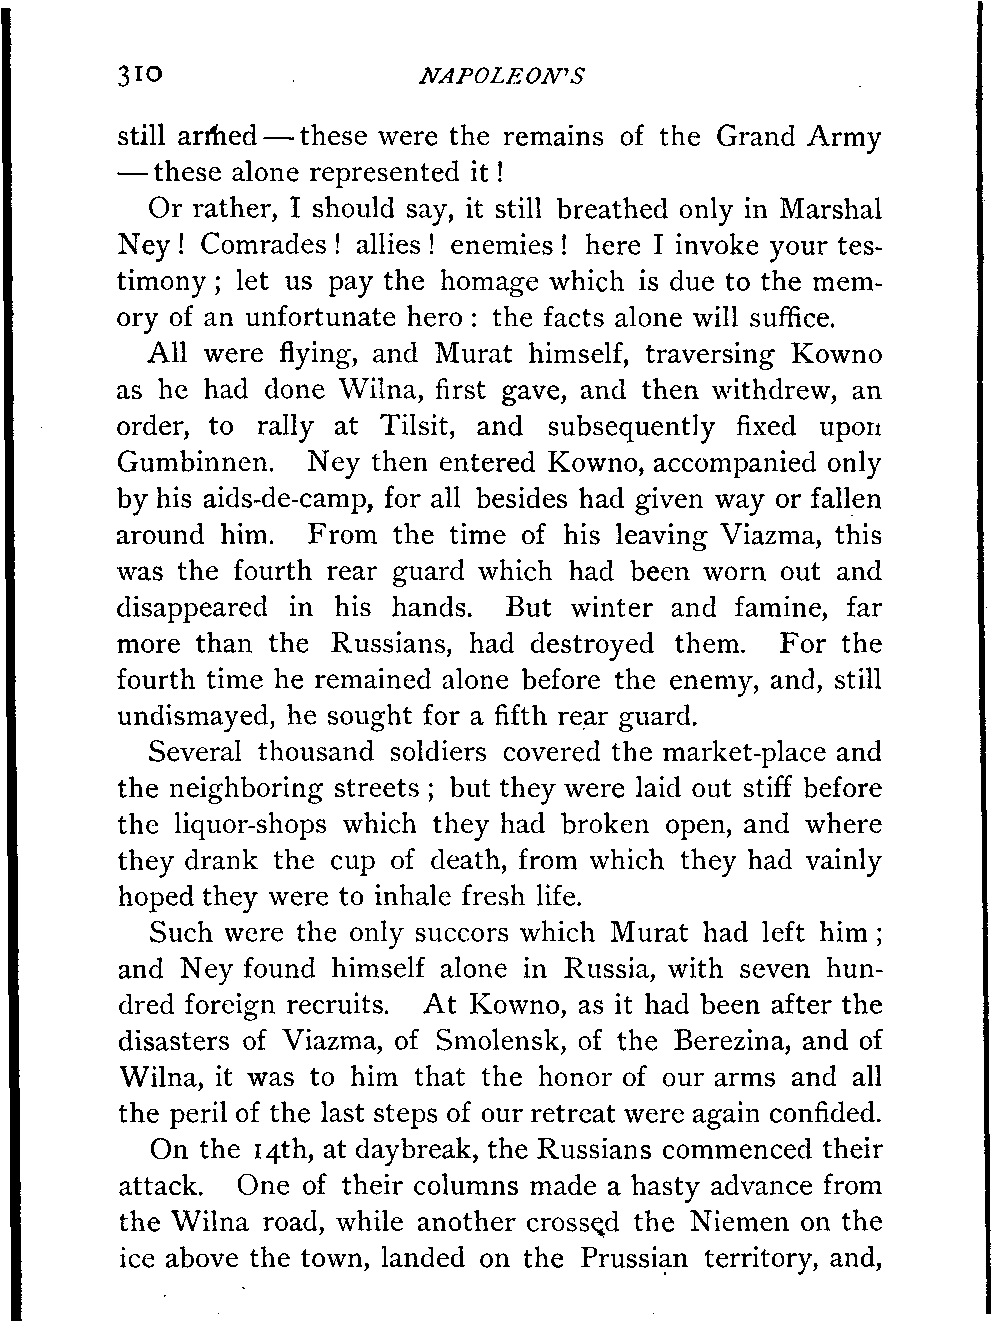 310 NAPOLEON'S
still armed — these were the remains of the Grand Army
— these alone represented it !
Or rather, I should say, it still breathed only in Marshal
Ney ! Comrades ! allies ! enemies ! here I invoke your tes-
timony ; let us pay the homage which is due to the mem-
ory of an unfortunate hero : the facts alone will suffice.
All were flying, and Murat himself, traversing Kowno
as he had done Wilna, first gave, and then withdrew, an
order, to rally at Tilsit, and subsequently fixed upon
Gumbinnen. Ney then entered Kowno, accompanied only
by his aids-de-camp, for all besides had given way or fallen
around him. From the time of his leaving Viazma, this
was the fourth rear guard which had been worn out and
disappeared in his hands. But winter and famine, far
more than the Russians, had destroyed them. For the
fourth time he remained alone before the enemy, and, still
undismayed, he sought for a fifth rear guard.
Several thousand soldiers covered the market-place and
the neighboring streets ; but they were laid out stiff before
the liquor-shops which they had broken open, and where
they drank the cup of death, from which they had vainly
hoped they were to inhale fresh life.
Such were the only succors which Murat had left him ;
and Ney found himself alone in Russia, with seven hun-
dred foreign recruits. At Kowno, as it had been after the
disasters of Viazma, of Smolensk, of the Berezina, and of
Wilna, it was to him that the honor of our arms and all
the peril of the last steps of our retreat were again confided.
On the 14th, at daybreak, the Russians commenced their
attack. One of their columns made a hasty advance from
the Wilna road, while another crossed the Niemen on the
ice above the town, landed on the Prussian territory, and,